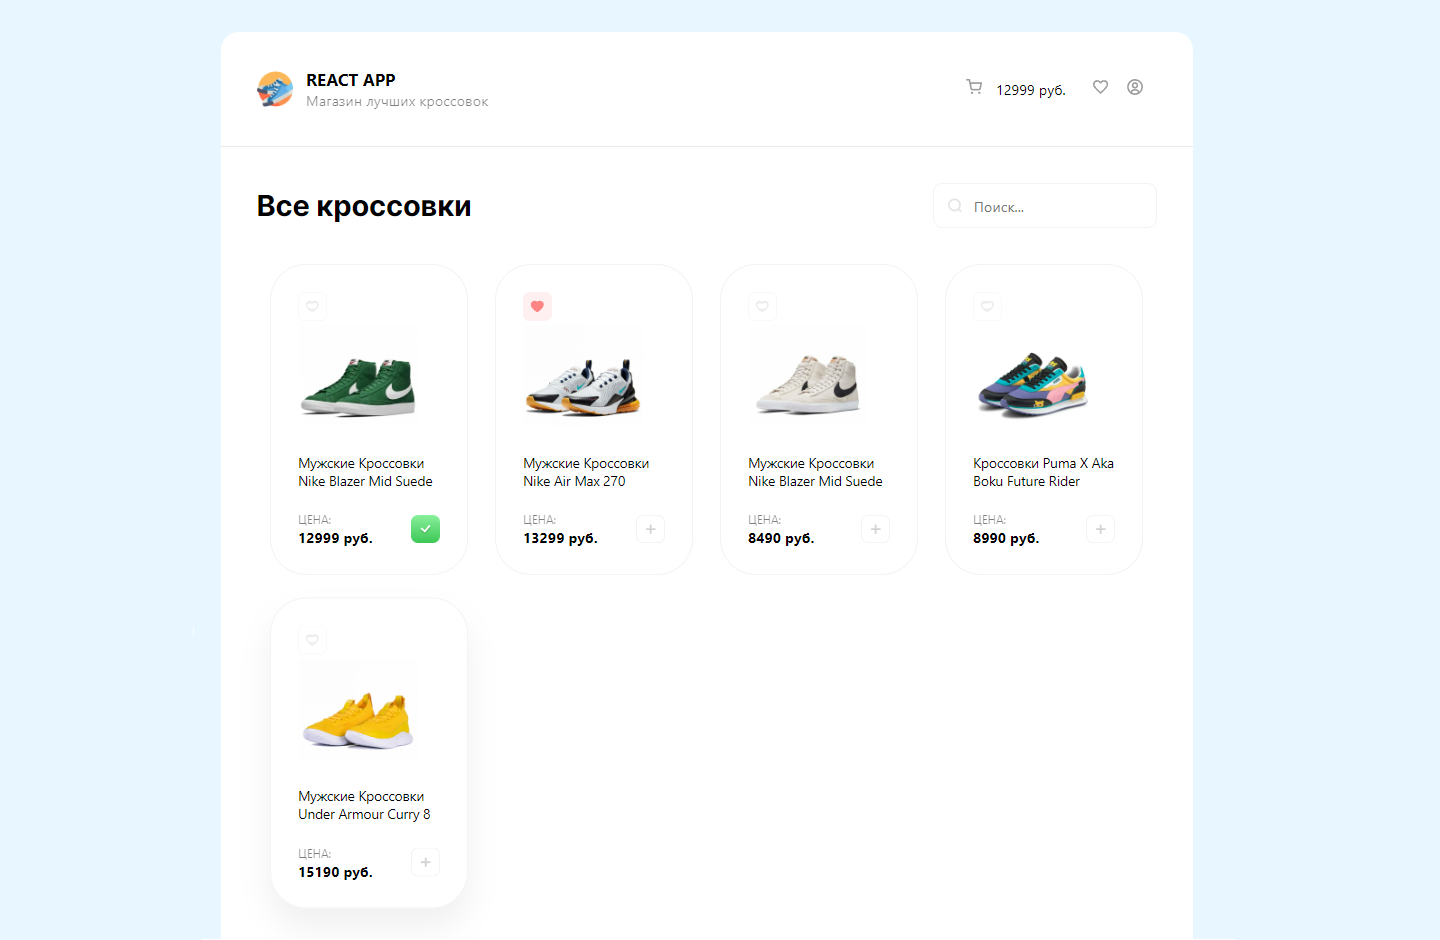 REACT APP
Магазин лучших кроссовок
12999 руб.
Все кроссовки
Поиск...
Мужские Кроссовки
Nike Blazer Mid Suede
ЦЕНА:
12999 руб.
Мужские Кроссовки
Nike Air Max 270
ЦЕНА:
13299 руб.
Мужские Кроссовки
Nike Blazer Mid Suede
ЦЕНА:
8490 руб.
Кроссовки Puma X Aka
Boku Future Rider
ЦЕНА:
8990 руб.
Мужские Кроссовки
Under Armour Curry 8
ЦЕНА:
15190 руб.